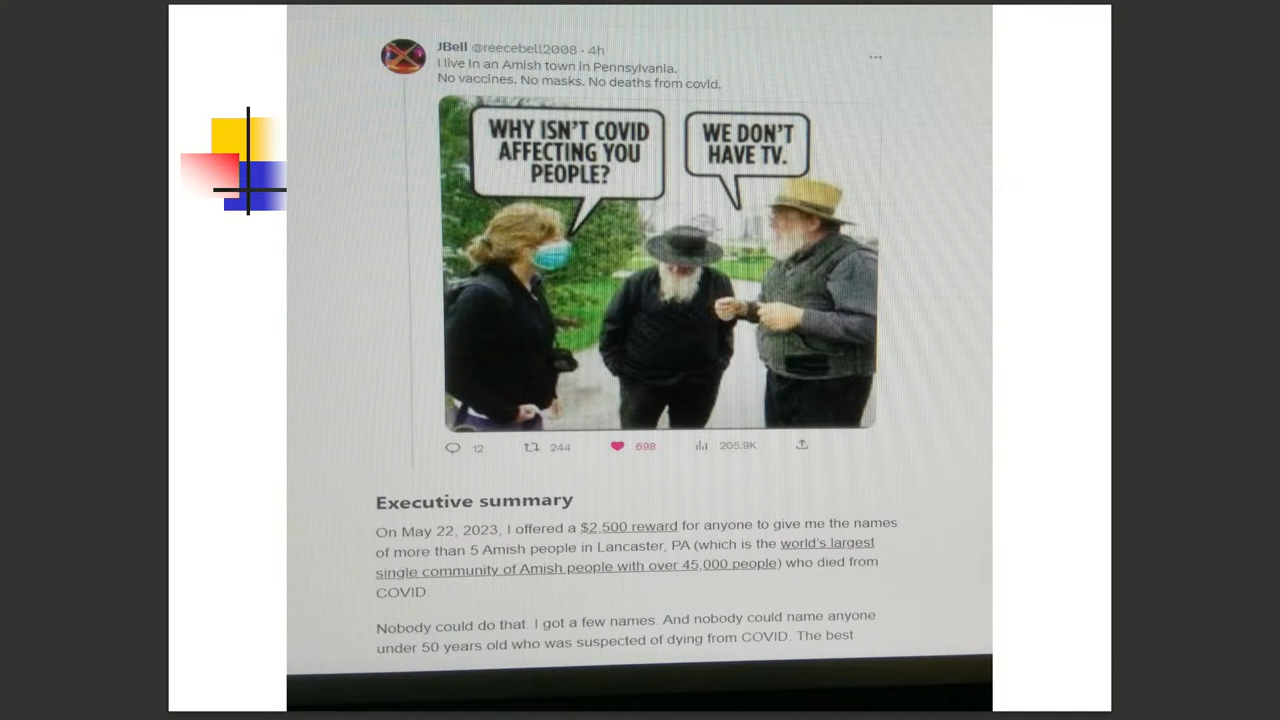 JBell @reecebell2008 · 4h
I live In an Amish town in Pennsylvania.
No vaccines. No masks. No deaths from covid.
WHY ISN'T COVID
AFFECTING YOU
PEOPLE?
WE DON'T
HAVE TV.
12
244
698
205.9K
Executive summary
On May 22, 2023, I offered a $2,500 reward for anyone to give me the names
of more than 5 Amish people in Lancaster, PA (which is the world's largest
single community of Amish people with over 45,000 people) who died from
COVID.
Nobody could do that. I got a few names. And nobody could name anyone
under 50 years old who was suspected of dying from COVID. The best